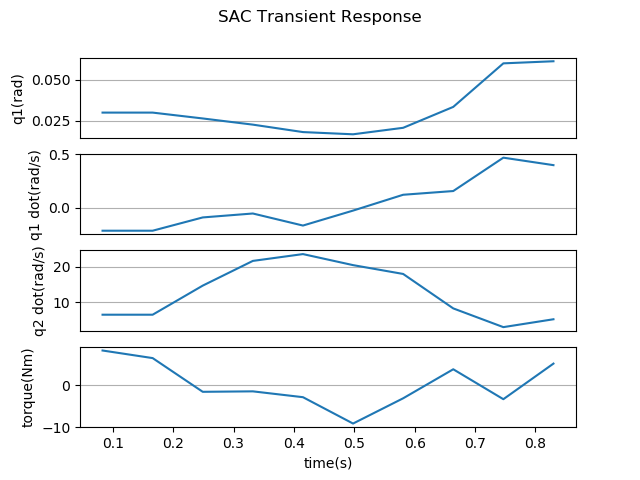 SAC Transient Response
q1(rad)
0.050
0.025
q1 dot(rad/s)
0.5
0.0
q2 dot(rad/s)
20
10
torque(Nm)
0
−10
0.1 0.2 0.3 0.4 0.5 0.6 0.7 0.8
time(s)